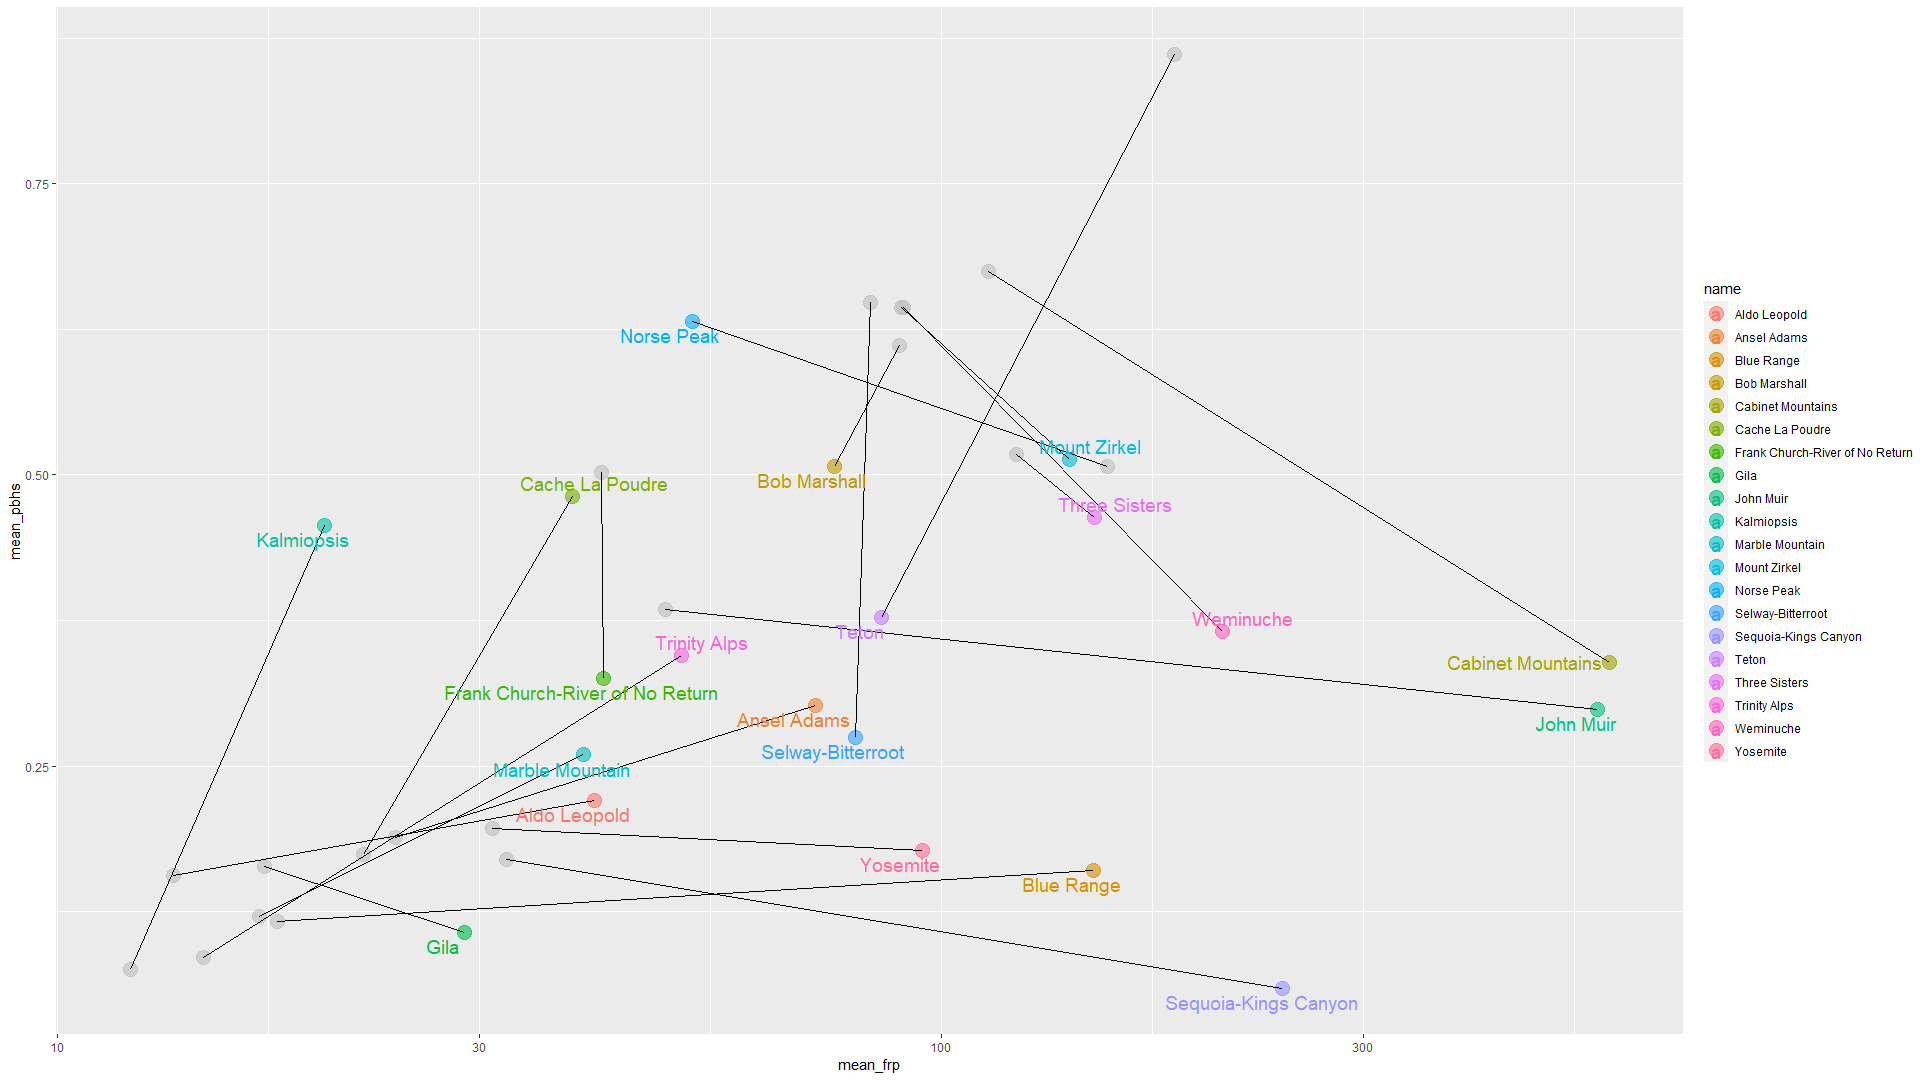 0.75
0.50
0.25
mean_pbhs
10
30
100
300
mean_frp
Norse Peak
Mount Zirkel
Bob Marshall
Cache La Poudre
Three Sisters
Kalmiopsis
Weminuche
Teton
Trinity Alps
Cabinet Mountains
Frank Church-River of No Return
Ansel Adams
John Muir
Selway-Bitterroot
Marble Mountain
Aldo Leopold
Yosemite
Blue Range
Gila
Sequoia-Kings Canyon
name
a Aldo Leopold
a Ansel Adams
a Blue Range
a Bob Marshall
a Cabinet Mountains
a Cache La Poudre
a Frank Church-River of No Return
a Gila
a John Muir
a Kalmiopsis
a Marble Mountain
a Mount Zirkel
a Norse Peak
a Selway-Bitterroot
a Sequoia-Kings Canyon
a Teton
a Three Sisters
a Trinity Alps
a Weminuche
a Yosemite